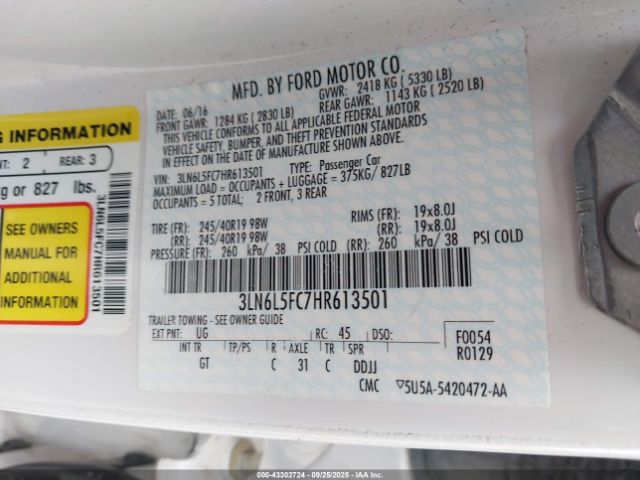 G INFORMATION
NT: 2 REAR: 3
g or 827 lbs.
SEE OWNERS
MANUAL FOR
ADDITIONAL
INFORMATION
3LN6L5FC7HR613501
MFD. BY FORD MOTOR CO.
DATE: 06/16 GVWR: 2418 KG ( 5330 LB)
FRONT GAWR: 1284 KG ( 2830 LB) REAR GAWR: 1143 KG ( 2520 LB)
THIS VEHICLE CONFORMS TO ALL APPLICABLE FEDERAL MOTOR
VEHICLE SAFETY, BUMPER, AND THEFT PREVENTION STANDARDS
IN EFFECT ON THE DATE OF MANUFACTURE SHOWN ABOVE.
VIN: 3LN6L5FC7HR613501 TYPE: Passenger Car
MAXIMUM LOAD = OCCUPANTS + LUGGAGE = 375KG/ 827LB
OCCUPANTS = 5 TOTAL; 2 FRONT, 3 REAR
TIRE (FR): 245/40R19 98W RIMS (FR): 19x8.0J
(RR): 245/40R19 98W (RR): 19x8.0J
PRESSURE (FR): 260 kPa/ 38 PSI COLD (RR): 260 kPa/ 38 PSI COLD
3LN6L5FC7HR613501
TRAILER TOWING - SEE OWNER GUIDE
EXT PNT: UG RC: 45 DSO: F0054
INT TR TP/PS R AXLE TR SPR R0129
GT C 31 C DDJJ
CMC ▽5U5A-5420472-AA
000-43302724 - 09/25/2025 - COPART/IAA